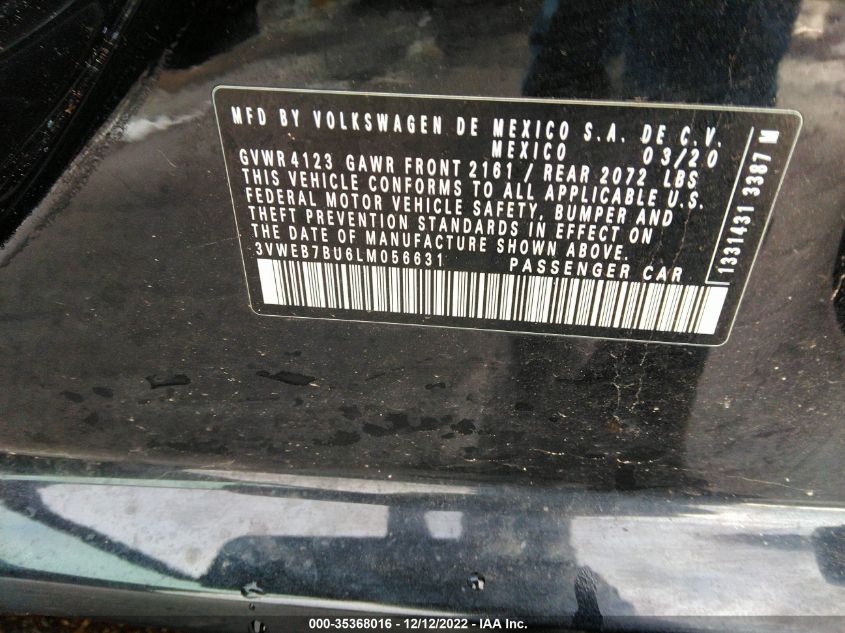 MFD BY VOLKSWAGEN DE MEXICO S.A. DE C.V.
MEXICO 03/20
GVWR 4123 GAWR FRONT 2161 / REAR 2072 LBS
THIS VEHICLE CONFORMS TO ALL APPLICABLE U.S.
FEDERAL MOTOR VEHICLE SAFETY, BUMPER AND
THEFT PREVENTION STANDARDS IN EFFECT ON
THE DATE OF MANUFACTURE SHOWN ABOVE.
3VWEB7BU6LM056631 PASSENGER CAR
1331431 3387 M
000-35368016 - 12/12/2022 - IAA Inc.